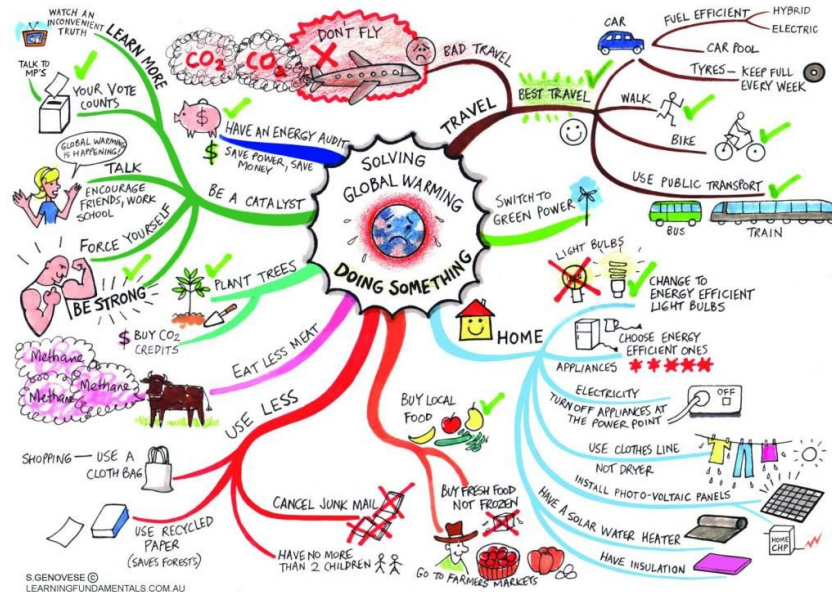 SOLVING
GLOBAL WARMING
DOING SOMETHING
TRAVEL
BAD TRAVEL
DON'T FLY
CO2
CO2
BEST TRAVEL
CAR
FUEL EFFICIENT
HYBRID
ELECTRIC
CAR POOL
TYRES — KEEP FULL
EVERY WEEK
WALK
BIKE
USE PUBLIC TRANSPORT
BUS
TRAIN
SWITCH TO
GREEN POWER
HOME
LIGHT BULBS
CHANGE TO
ENERGY EFFICIENT
LIGHT BULBS
APPLIANCES
CHOOSE ENERGY
EFFICIENT ONES
ELECTRICITY
TURN OFF APPLIANCES AT
THE POWER POINT
OFF
USE CLOTHES LINE
NOT DRYER
INSTALL PHOTO-VOLTAIC PANELS
HOME
CHP
HAVE A SOLAR WATER HEATER
HAVE INSULATION
BUY LOCAL
FOOD
BUY FRESH FOOD
NOT FROZEN
GO TO FARMERS MARKETS
USE LESS
SHOPPING — USE A
CLOTH BAG
USE RECYCLED
PAPER
(SAVES FORESTS)
CANCEL JUNK MAIL
HAVE NO MORE
THAN 2 CHILDREN
EAT LESS MEAT
Methane
Methane
Methane
PLANT TREES
$ BUY CO2
CREDITS
BE A CATALYST
LEARN MORE
WATCH AN
INCONVENIENT
TRUTH
TALK TO
MP'S
YOUR VOTE
COUNTS
TALK
ENCOURAGE
FRIENDS, WORK
SCHOOL
GLOBAL WARMING
IS HAPPENING!
FORCE YOURSELF
BE STRONG
HAVE AN ENERGY AUDIT
$ SAVE POWER, SAVE
MONEY
$
S.GENOVESE ©
LEARNINGFUNDAMENTALS.COM.AU